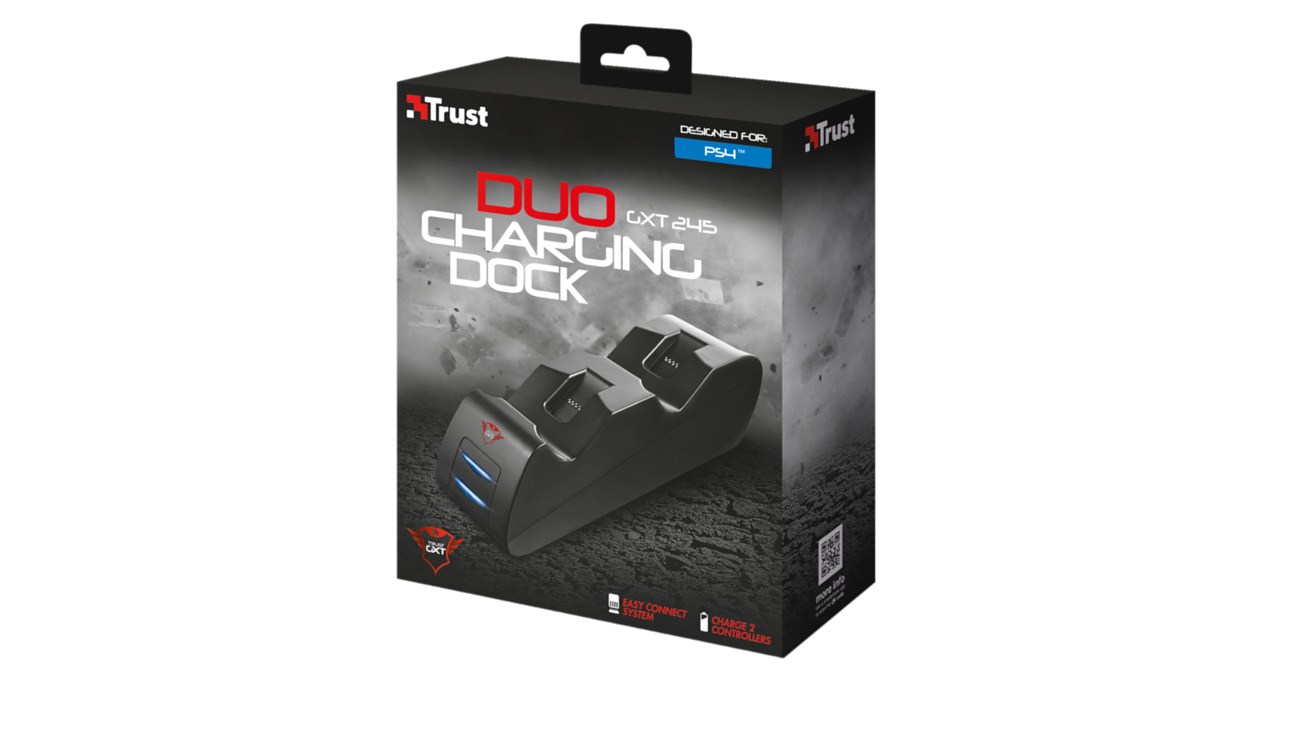 Trust
DESIGNED FOR:
PS4™
Trust
DUO
GXT 245
CHARGING
DOCK
TRUST
GXT
EASY CONNECT
SYSTEM
CHARGE 2
CONTROLLERS
more info